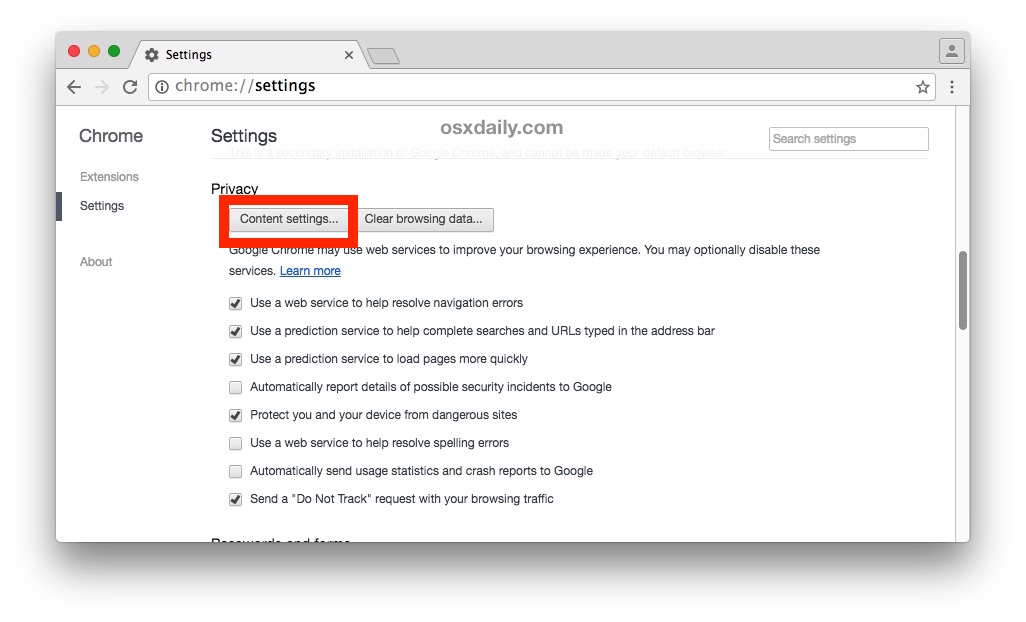 Settings
chrome://settings
Chrome
Settings
osxdaily.com
Search settings
This is a secondary installation of Google Chrome, and cannot be made your default browser.
Extensions
Settings
About
Privacy
Content settings... Clear browsing data...
Google Chrome may use web services to improve your browsing experience. You may optionally disable these
services. Learn more
Use a web service to help resolve navigation errors
Use a prediction service to help complete searches and URLs typed in the address bar
Use a prediction service to load pages more quickly
Automatically report details of possible security incidents to Google
Protect you and your device from dangerous sites
Use a web service to help resolve spelling errors
Automatically send usage statistics and crash reports to Google
Send a "Do Not Track" request with your browsing traffic
Passwords and forms